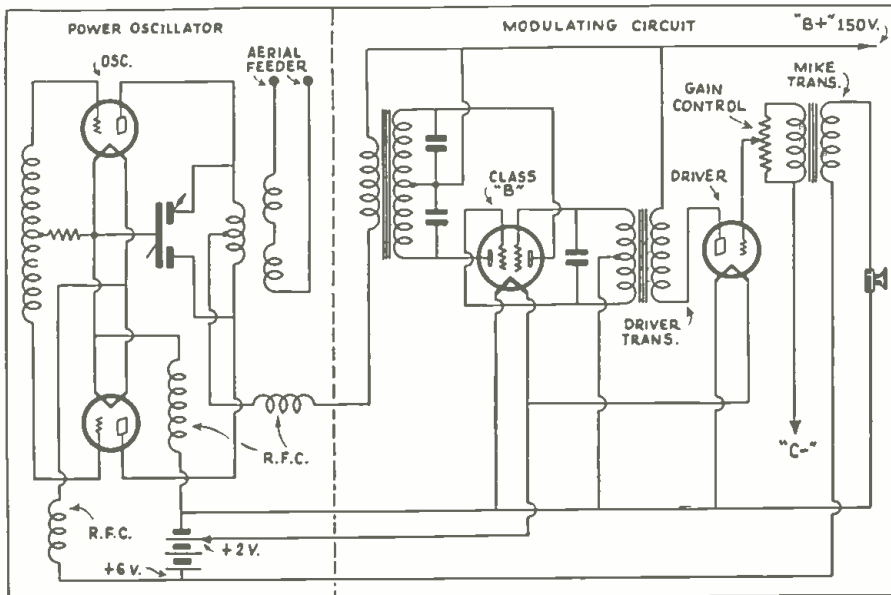 POWER OSCILLATOR
MODULATING CIRCUIT
"B+" 150V.
OSC.
AERIAL
FEEDER
MIKE
TRANS.
GAIN
CONTROL
CLASS
"B"
DRIVER
DRIVER
TRANS.
"C-"
R.F.C.
R.F.C.
+2V.
+6V.